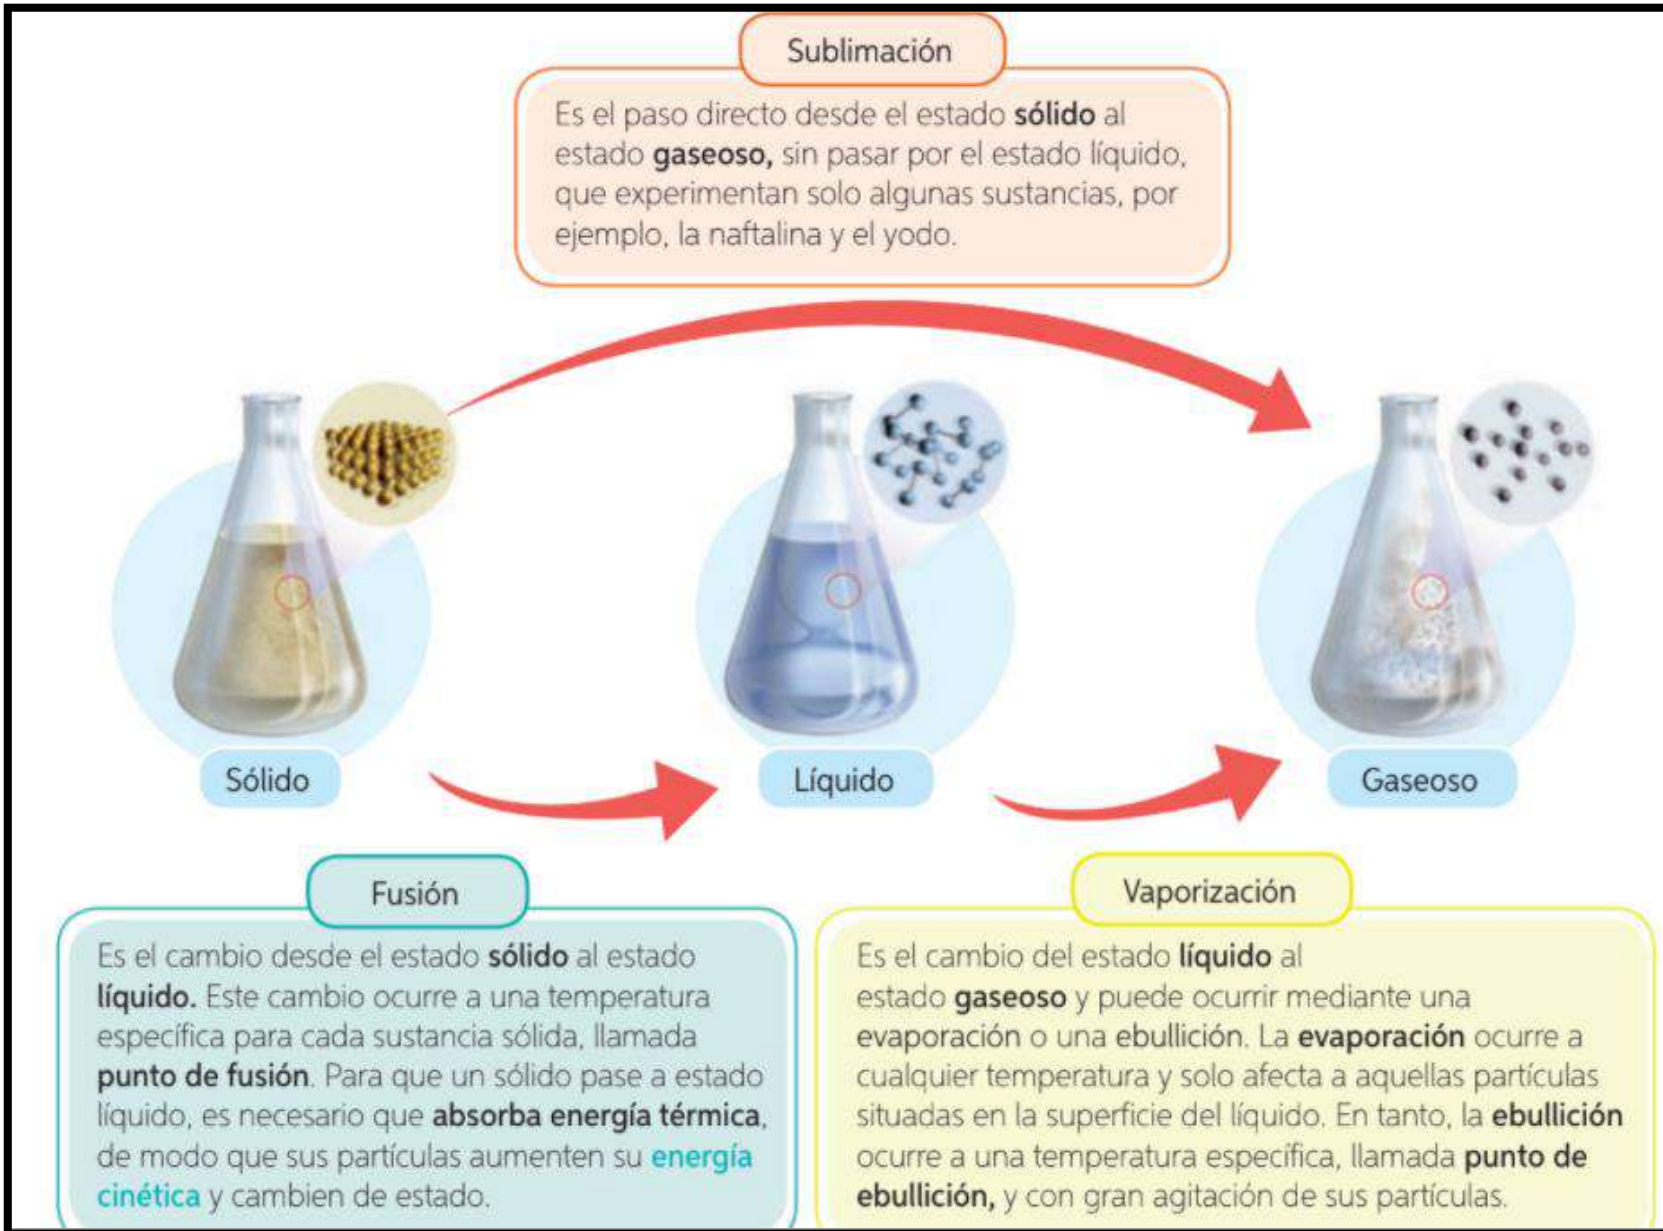 Sublimación
Es el paso directo desde el estado sólido al
estado gaseoso, sin pasar por el estado líquido,
que experimentan solo algunas sustancias, por
ejemplo, la naftalina y el yodo.
Sólido
Líquido
Gaseoso
Fusión
Es el cambio desde el estado sólido al estado
líquido. Este cambio ocurre a una temperatura
específica para cada sustancia sólida, llamada
punto de fusión. Para que un sólido pase a estado
líquido, es necesario que absorba energía térmica,
de modo que sus partículas aumenten su energía
cinética y cambien de estado.
Vaporización
Es el cambio del estado líquido al
estado gaseoso y puede ocurrir mediante una
evaporación o una ebullición. La evaporación ocurre a
cualquier temperatura y solo afecta a aquellas partículas
situadas en la superficie del líquido. En tanto, la ebullición
ocurre a una temperatura específica, llamada punto de
ebullición, y con gran agitación de sus partículas.